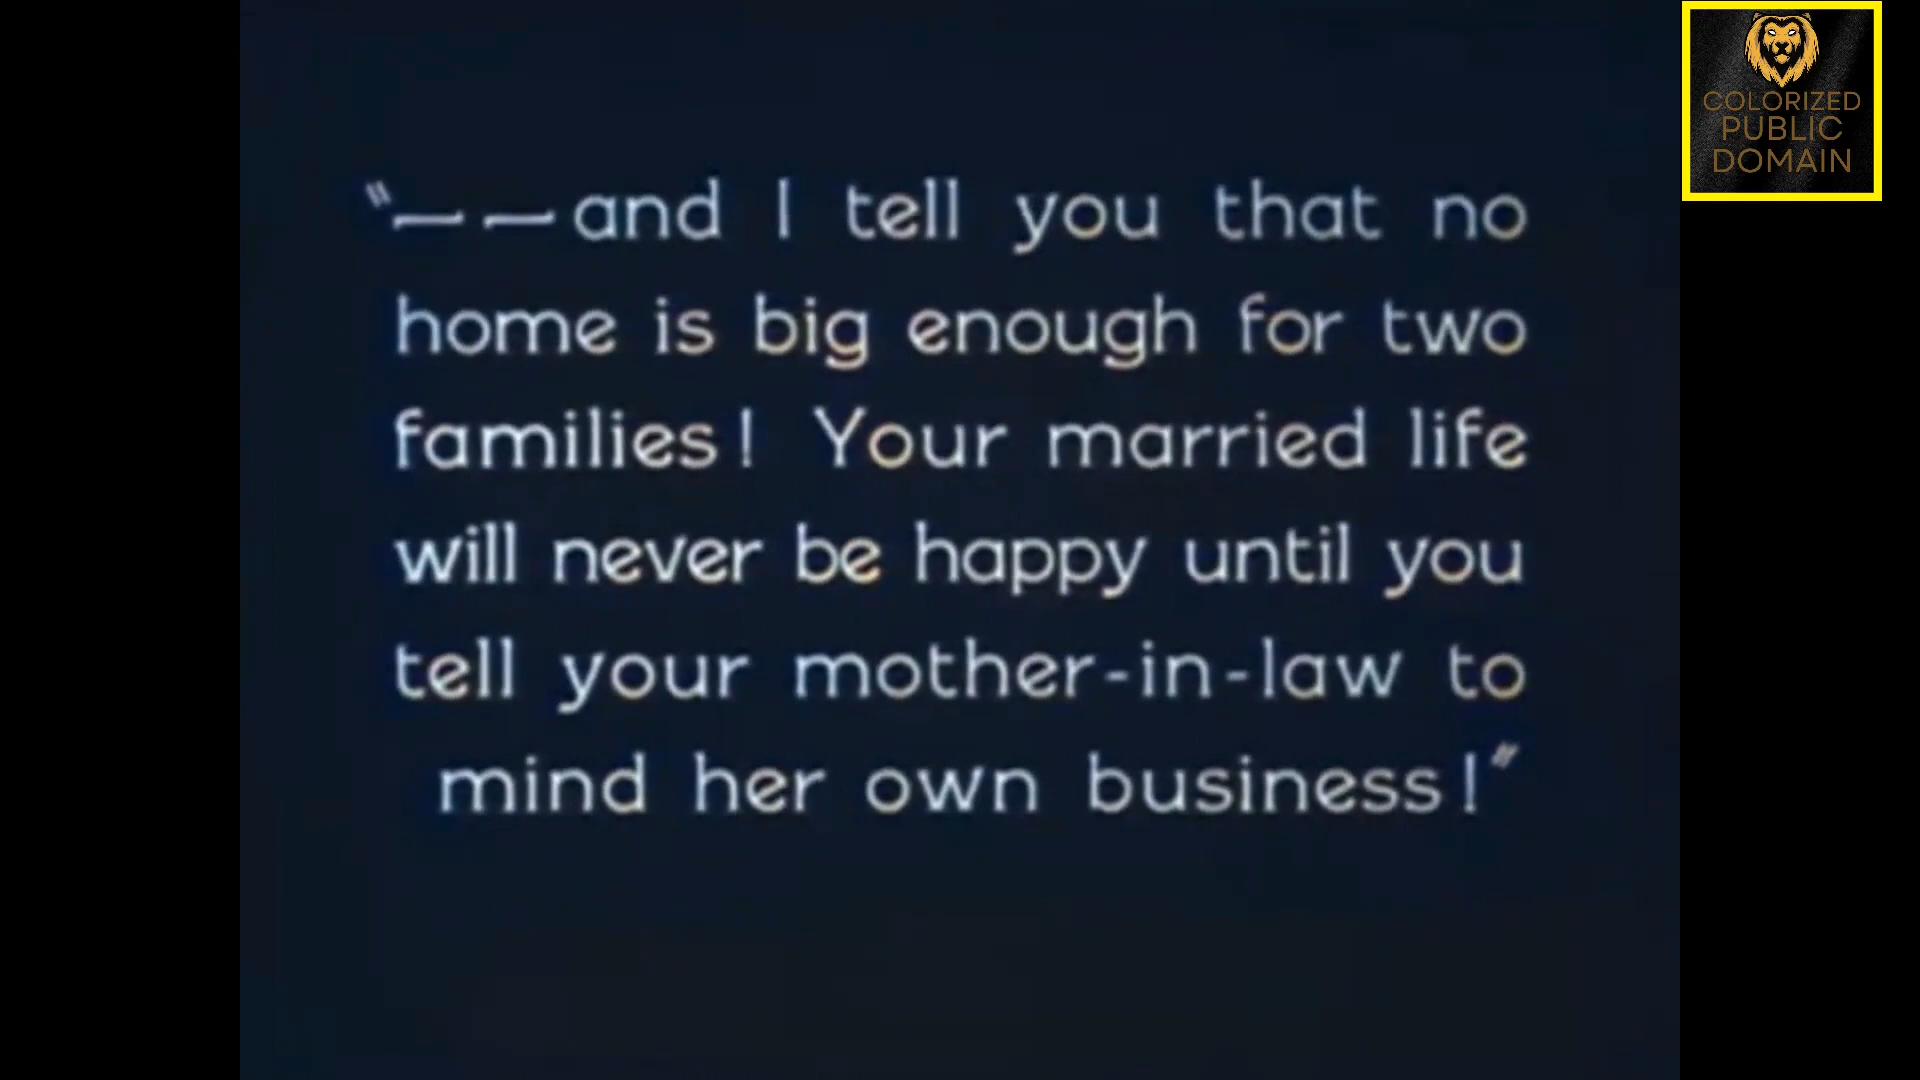 "— —and I tell you that no
home is big enough for two
families! Your married life
will never be happy until you
tell your mother-in-law to
mind her own business!"
COLORIZED
PUBLIC
DOMAIN